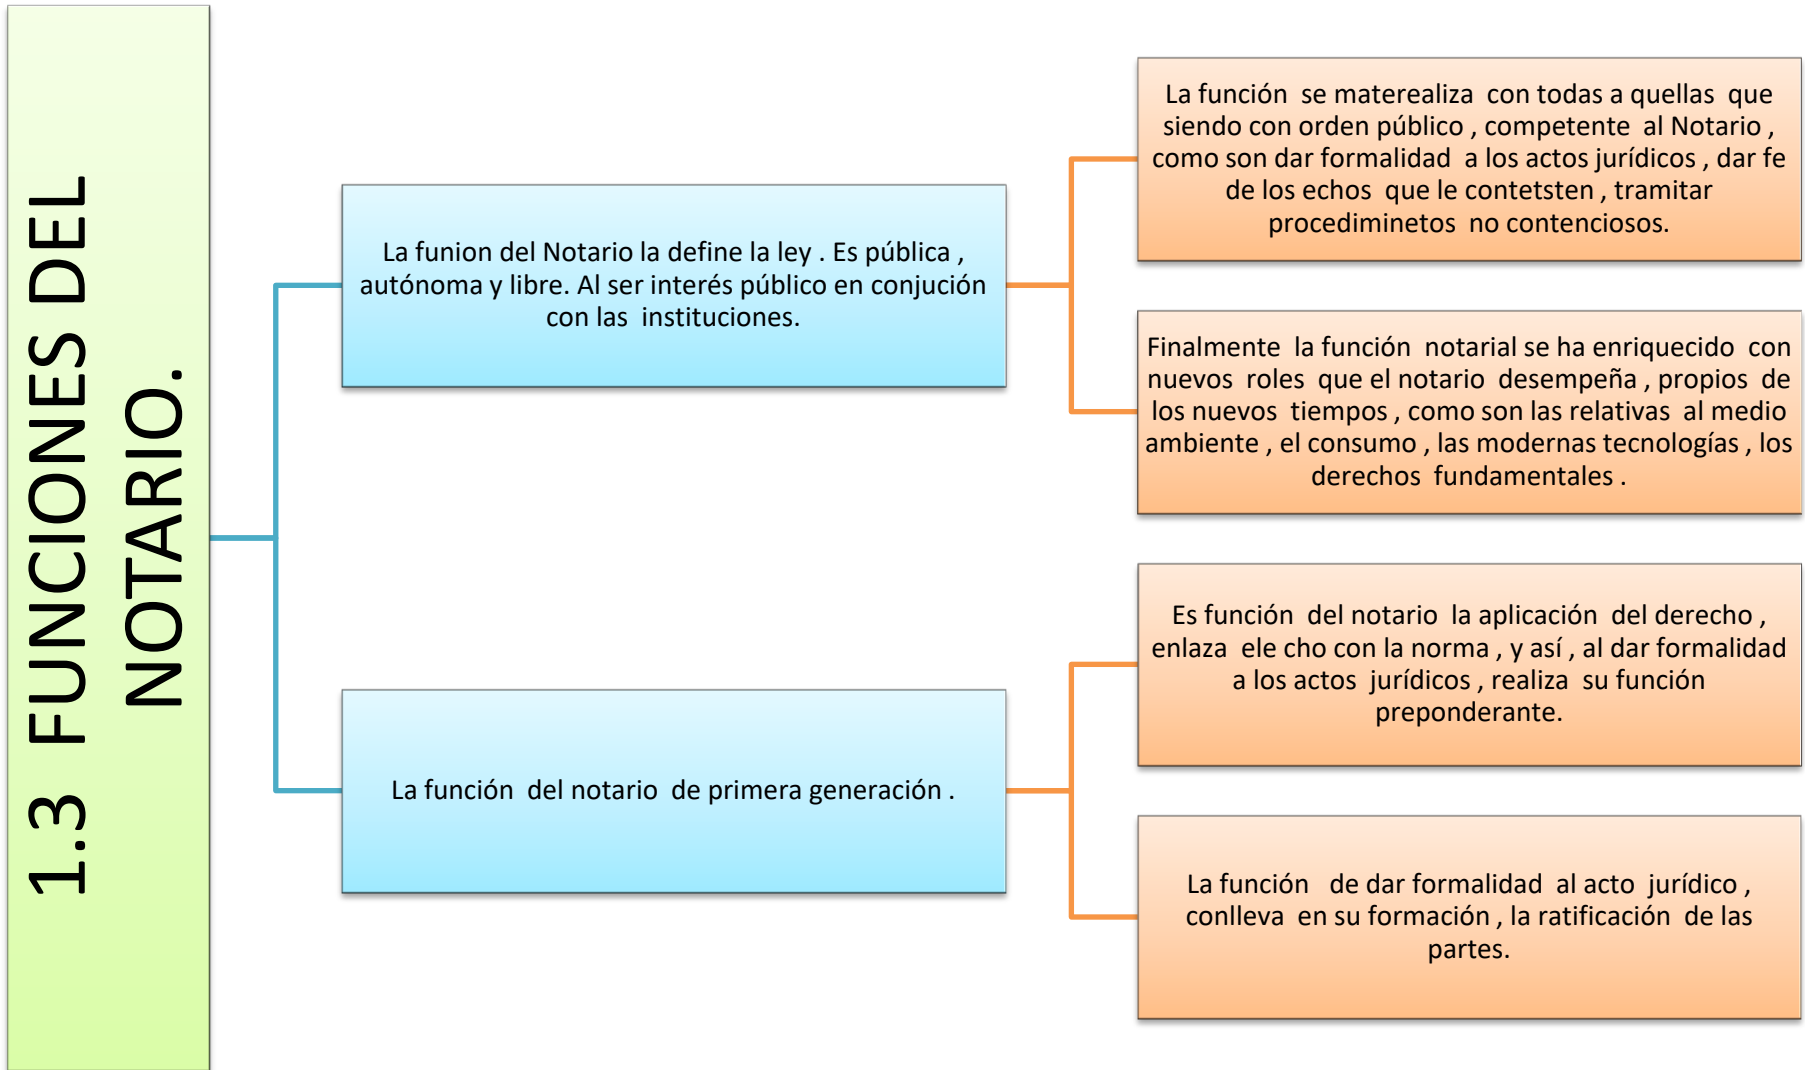 1.3 FUNCIONES DEL
NOTARIO.
La funion del Notario la define la ley . Es pública ,
autónoma y libre. Al ser interés público en conjución
con las instituciones.
La función se materealiza con todas a quellas que
siendo con orden público , competente al Notario ,
como son dar formalidad a los actos jurídicos , dar fe
de los echos que le contetsten , tramitar
procediminetos no contenciosos.
Finalmente la función notarial se ha enriquecido con
nuevos roles que el notario desempeña , propios de
los nuevos tiempos , como son las relativas al medio
ambiente , el consumo , las modernas tecnologías , los
derechos fundamentales .
La función del notario de primera generación .
Es función del notario la aplicación del derecho ,
enlaza ele cho con la norma , y así , al dar formalidad
a los actos jurídicos , realiza su función
preponderante.
La función de dar formalidad al acto jurídico ,
conlleva en su formación , la ratificación de las
partes.